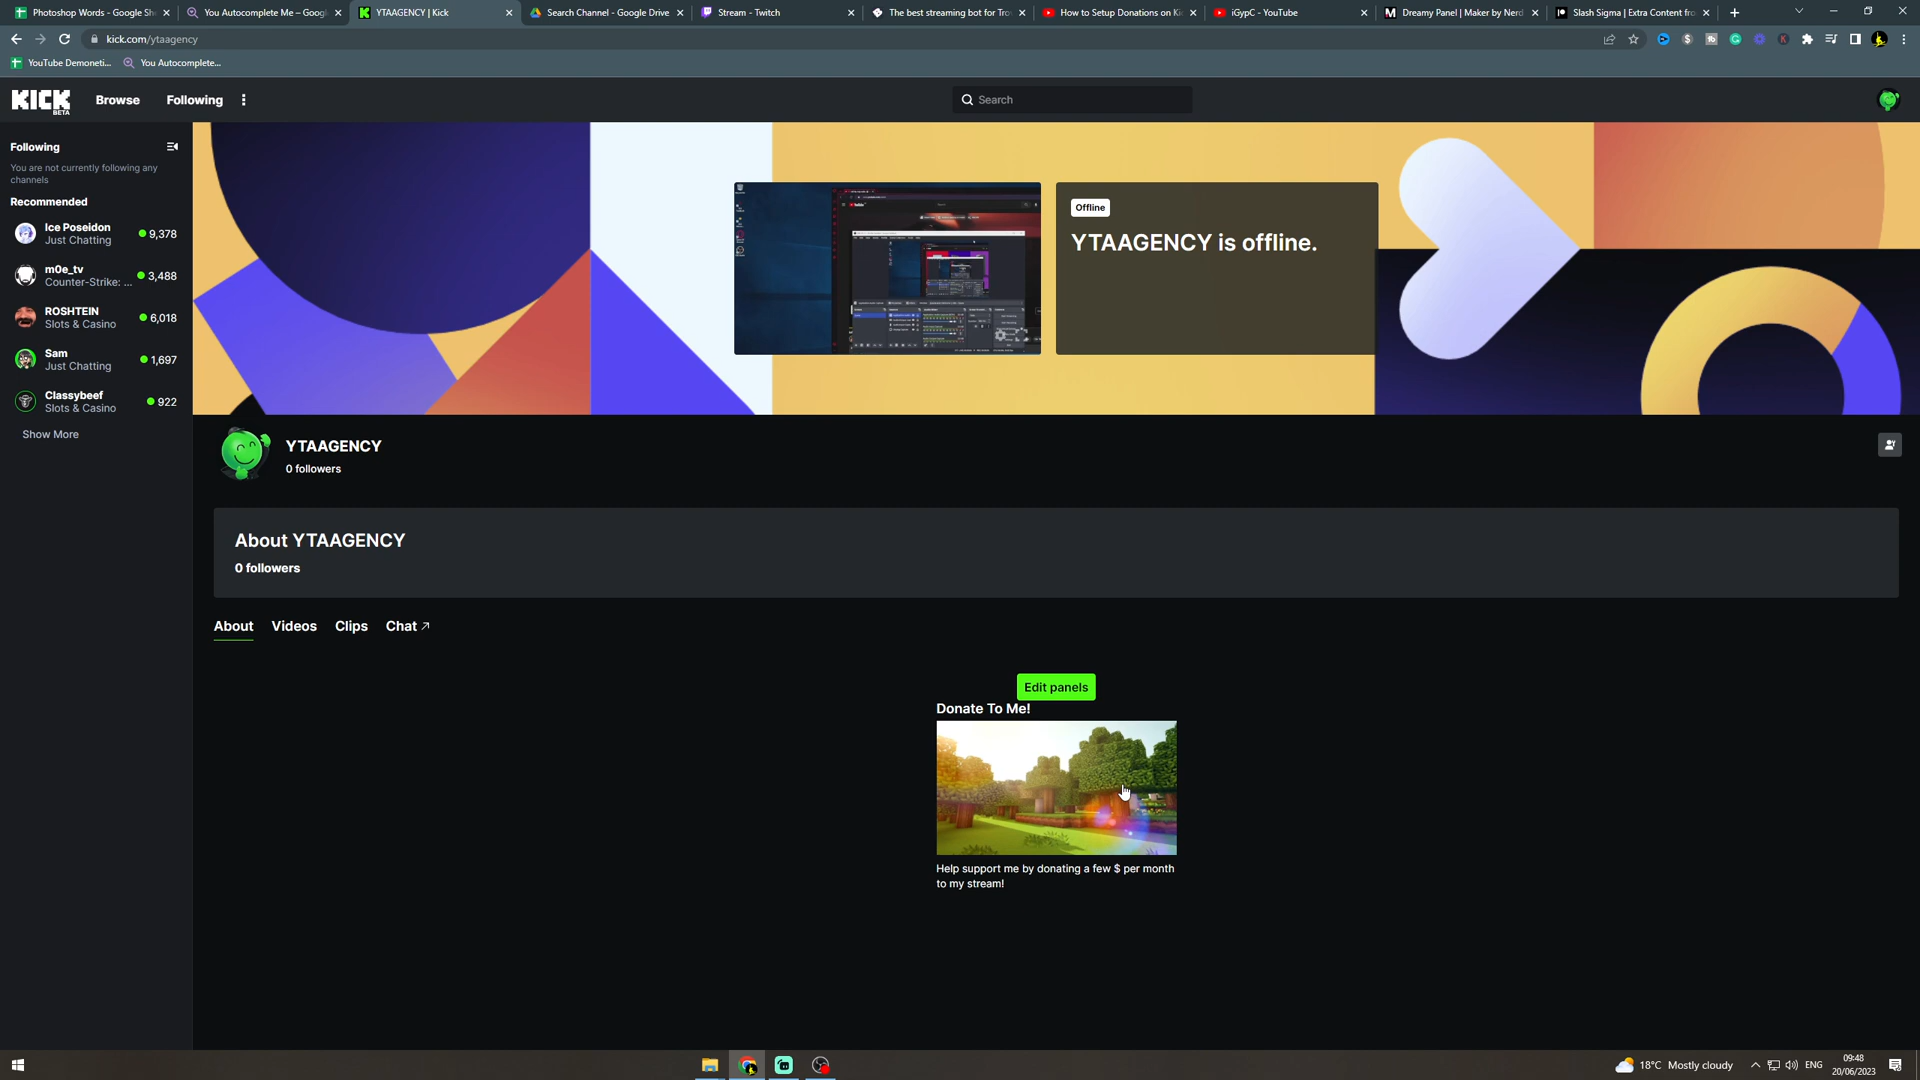 Photoshop Words - Google She
You Autocomplete Me – Googl
YTAAGENCY | Kick
Search Channel - Google Drive
Stream - Twitch
The best streaming bot for Tro
How to Setup Donations on Ki
iGypC - YouTube
Dreamy Panel | Maker by Nerd
Slash Sigma | Extra Content fro
kick.com/ytaagency
YouTube Demoneti...
You Autocomplete...
KICK
BETA
Browse
Following
Search
Following
You are not currently following any
channels
Recommended
Ice Poseidon
Just Chatting
9,378
m0e_tv
Counter-Strike: ...
3,488
ROSHTEIN
Slots & Casino
6,018
Sam
Just Chatting
1,697
Classybeef
Slots & Casino
922
Show More
Offline
YTAAGENCY is offline.
YTAAGENCY
0 followers
About YTAAGENCY
0 followers
About
Videos
Clips
Chat
Edit panels
Donate To Me!
Help support me by donating a few $ per month
to my stream!
18°C Mostly cloudy
ENG
09:48
20/06/2023